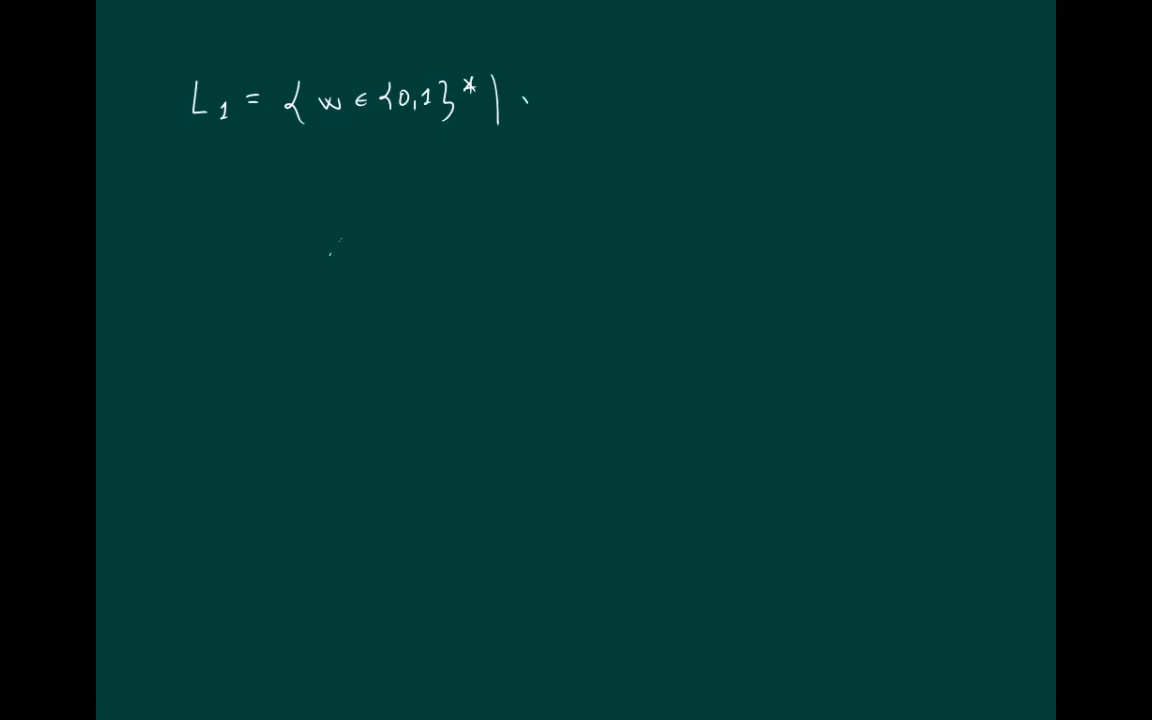 L₁ = { w ∈ {0,1}* |